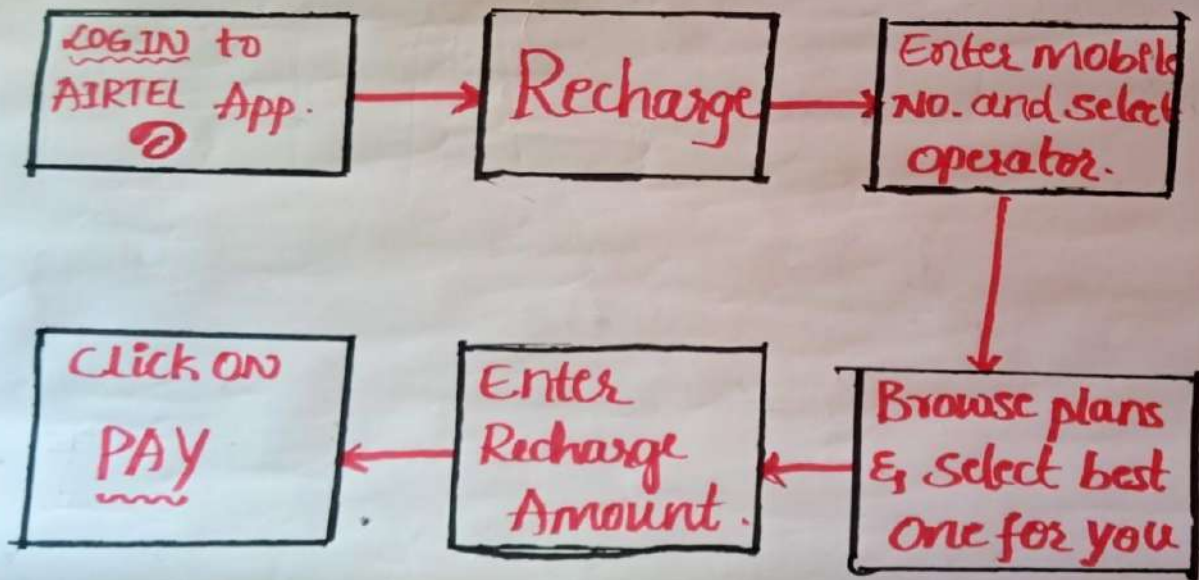 LOGIN to
AIRTEL App.
Recharge
Enter mobile
No. and select
operator.
Browse plans
& select best
one for you
Enter
Recharge
Amount.
Click ON
PAY